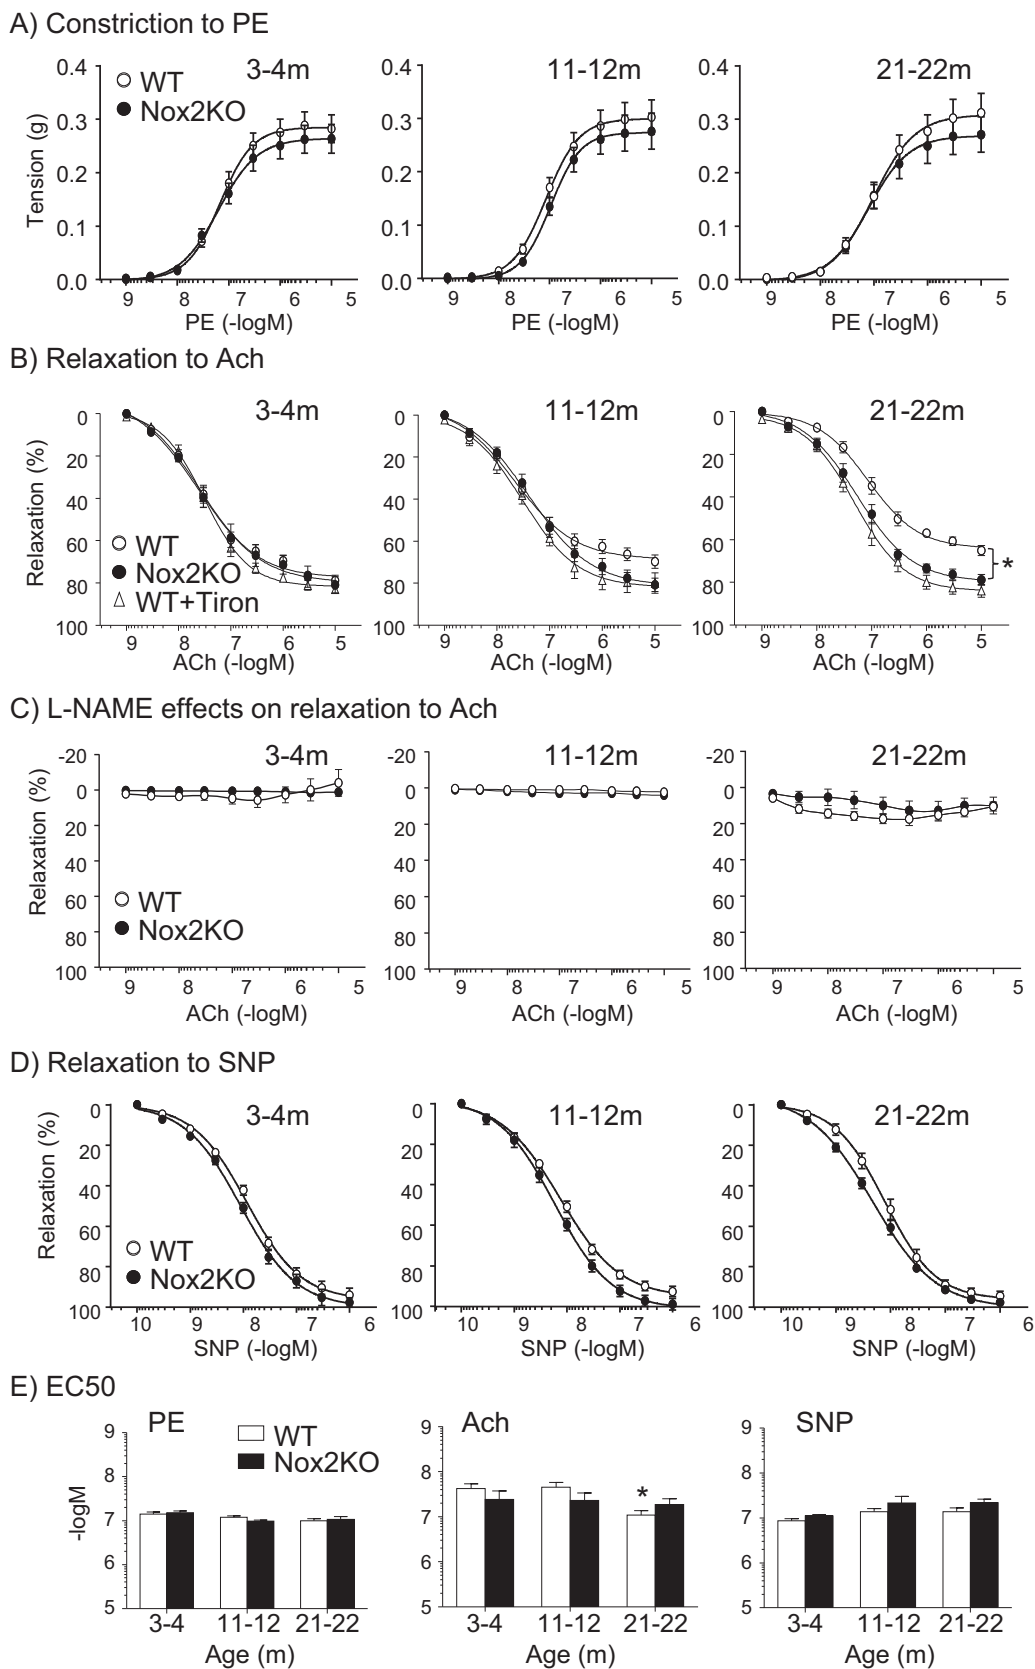 A) Constriction to PE
3-4m 11-12m 21-22m
WT
Nox2KO
Tension (g)
0.4 0.4 0.4
0.3 0.3 0.3
0.2 0.2 0.2
0.1 0.1 0.1
0.0 0.0 0.0
9 8 7 6 5 9 8 7 6 5 9 8 7 6 5
PE (-logM) PE (-logM) PE (-logM)
B) Relaxation to Ach
3-4m 11-12m 21-22m
Relaxation (%)
0 0 0
20 20 20
40 40 40
60 60 60
80 80 80
100 100 100
WT
Nox2KO
WT+Tiron
*
9 8 7 6 5 9 8 7 6 5 9 8 7 6 5
ACh (-logM) ACh (-logM) ACh (-logM)
C) L-NAME effects on relaxation to Ach
3-4m 11-12m 21-22m
Relaxation (%)
-20 -20 -20
0 0 0
20 20 20
40 40 40
60 60 60
80 80 80
100 100 100
WT
Nox2KO
9 8 7 6 5 9 8 7 6 5 9 8 7 6 5
ACh (-logM) ACh (-logM) ACh (-logM)
D) Relaxation to SNP
3-4m 11-12m 21-22m
Relaxation (%)
0 0 0
20 20 20
40 40 40
60 60 60
80 80 80
100 100 100
WT
Nox2KO
10 9 8 7 6 10 9 8 7 6 10 9 8 7 6
SNP (-logM) SNP (-logM) SNP (-logM)
E) EC50
PE Ach SNP
WT
Nox2KO
-logM
9 9 9
8 8 8
7 7 7
6 6 6
5 5 5
*
3-4 11-12 21-22 3-4 11-12 21-22 3-4 11-12 21-22
Age (m) Age (m) Age (m)